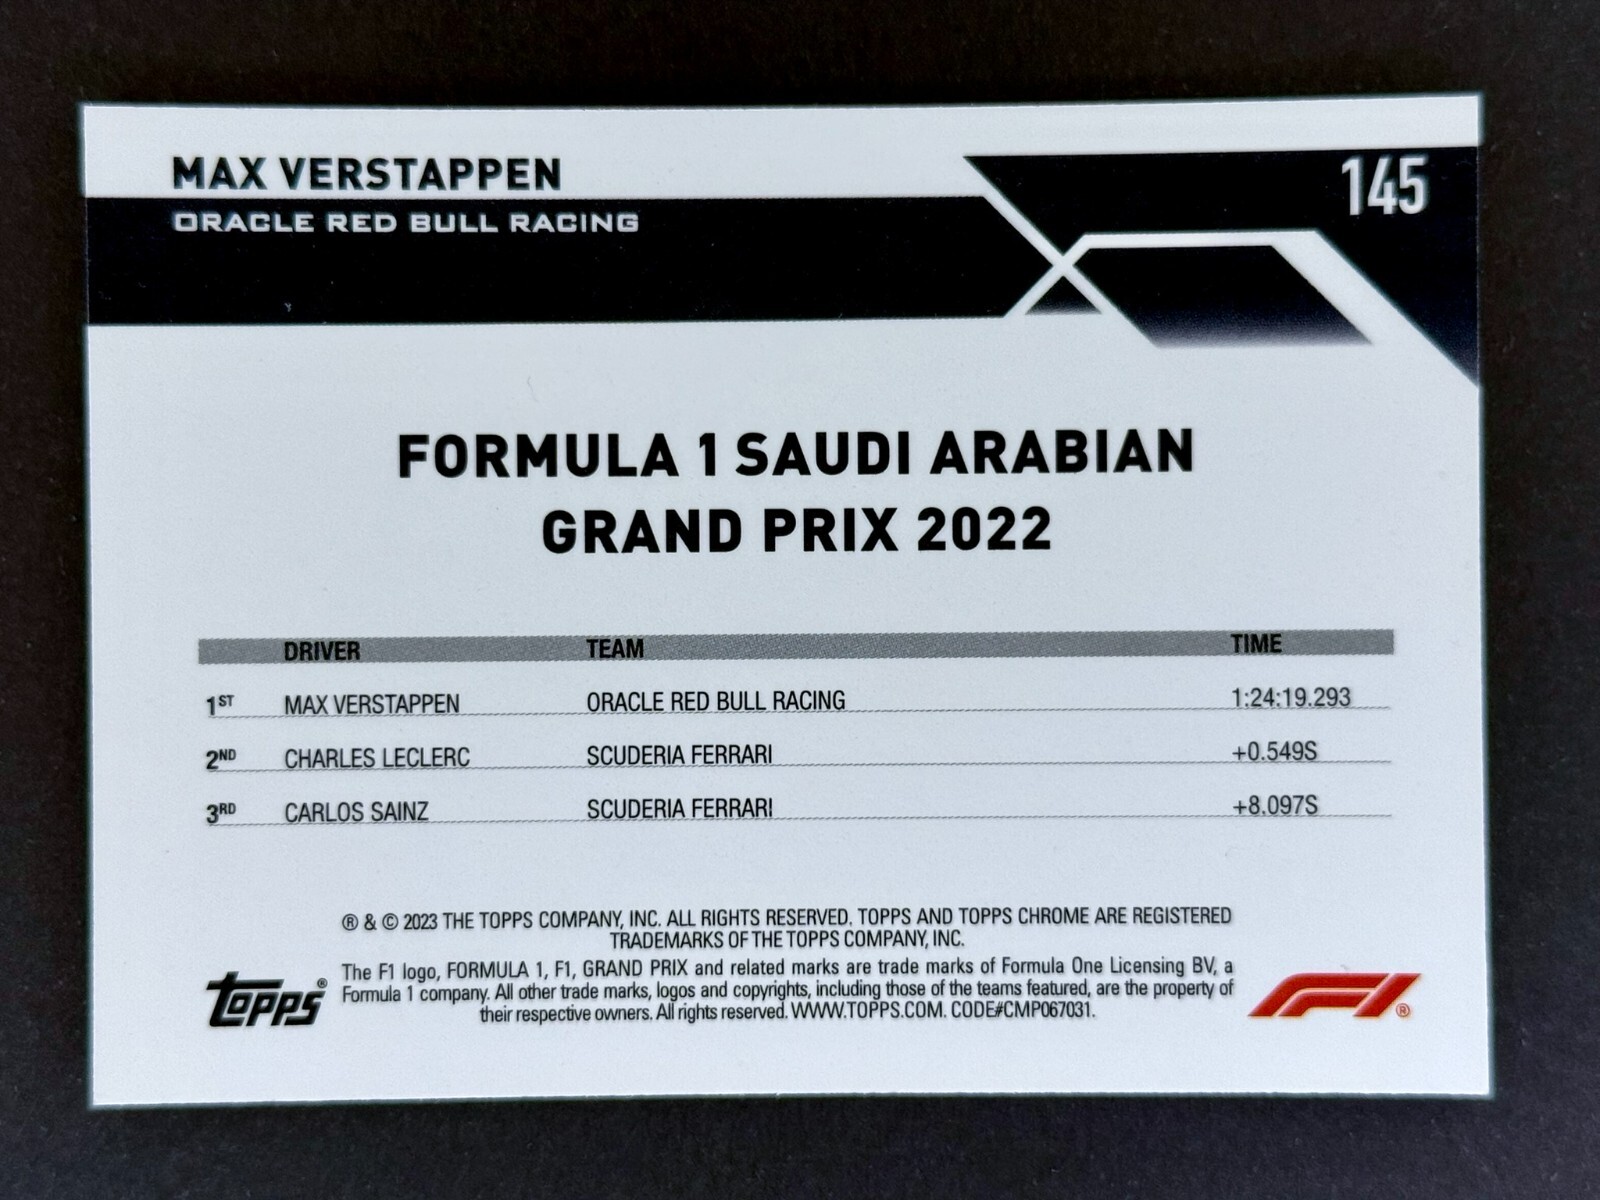 MAX VERSTAPPEN
ORACLE RED BULL RACING
145
FORMULA 1 SAUDI ARABIAN
GRAND PRIX 2022
DRIVER TEAM TIME
1ST MAX VERSTAPPEN ORACLE RED BULL RACING 1:24:19.293
2ND CHARLES LECLERC SCUDERIA FERRARI +0.549S
3RD CARLOS SAINZ SCUDERIA FERRARI +8.097S
® & © 2023 THE TOPPS COMPANY, INC. ALL RIGHTS RESERVED. TOPPS AND TOPPS CHROME ARE REGISTERED
TRADEMARKS OF THE TOPPS COMPANY, INC.
The F1 logo, FORMULA 1, F1, GRAND PRIX and related marks are trade marks of Formula One Licensing BV, a
Formula 1 company. All other trade marks, logos and copyrights, including those of the teams featured, are the property of
their respective owners. All rights reserved. WWW.TOPPS.COM. CODE#CMP067031.
topps®
F1®